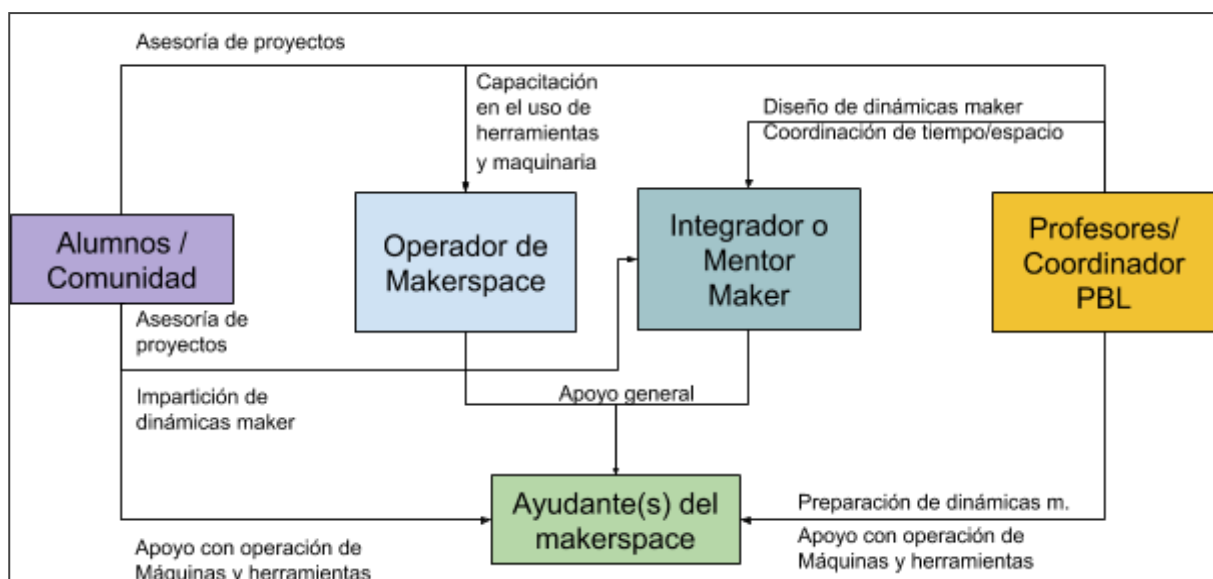 Asesoría de proyectos
Capacitación
en el uso de
herramientas
y maquinaria
Diseño de dinámicas maker
Coordinación de tiempo/espacio
Alumnos /
Comunidad
Operador de
Makerspace
Integrador o
Mentor
Maker
Profesores/
Coordinador
PBL
Asesoría de
proyectos
Impartición de
dinámicas maker
Apoyo general
Ayudante(s) del
makerspace
Preparación de dinámicas m.
Apoyo con operación de
Máquinas y herramientas
Apoyo con operación de
Máquinas y herramientas